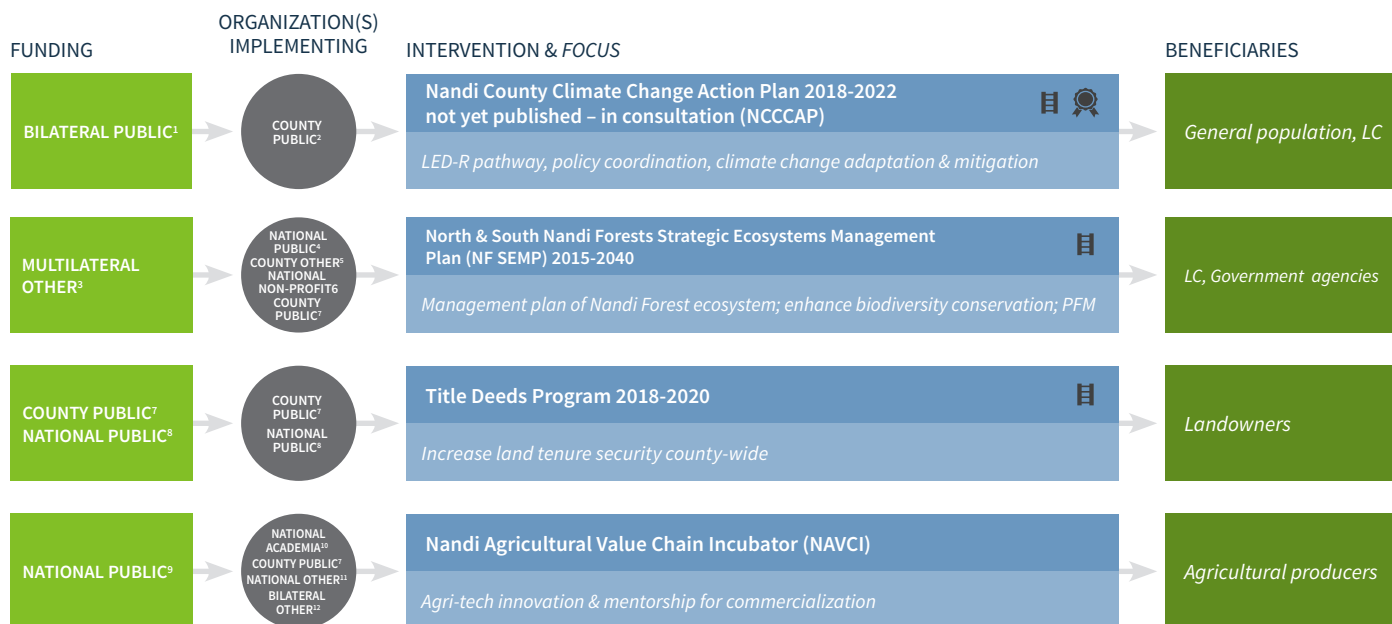 FUNDING
ORGANIZATION(S)
IMPLEMENTING
INTERVENTION & FOCUS
BENEFICIARIES
BILATERAL PUBLIC¹
COUNTY
PUBLIC²
Nandi County Climate Change Action Plan 2018-2022
not yet published – in consultation (NCCCAP)
LED-R pathway, policy coordination, climate change adaptation & mitigation
General population, LC
MULTILATERAL
OTHER³
NATIONAL
PUBLIC⁴
COUNTY OTHER⁵
NATIONAL
NON-PROFIT6
COUNTY
PUBLIC⁷
North & South Nandi Forests Strategic Ecosystems Management
Plan (NF SEMP) 2015-2040
Management plan of Nandi Forest ecosystem; enhance biodiversity conservation; PFM
LC, Government agencies
COUNTY PUBLIC⁷
NATIONAL PUBLIC⁸
COUNTY
PUBLIC⁷
NATIONAL
PUBLIC⁸
Title Deeds Program 2018-2020
Increase land tenure security county-wide
Landowners
NATIONAL PUBLIC⁹
NATIONAL
ACADEMIA¹⁰
COUNTY PUBLIC⁷
NATIONAL OTHER¹¹
BILATERAL
OTHER¹²
Nandi Agricultural Value Chain Incubator (NAVCI)
Agri-tech innovation & mentorship for commercialization
Agricultural producers